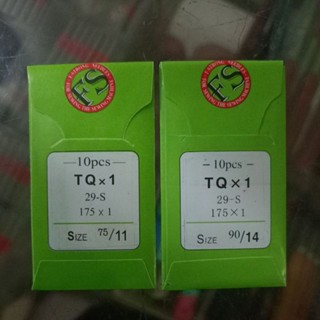 FS
10pcs
TQ x 1
29-S
175 x 1
SIZE 75/11
FS
10pcs
TQ x 1
29-S
175 x 1
SIZE 90/14